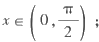 x ∈ ( 0 , π/2 ) ;